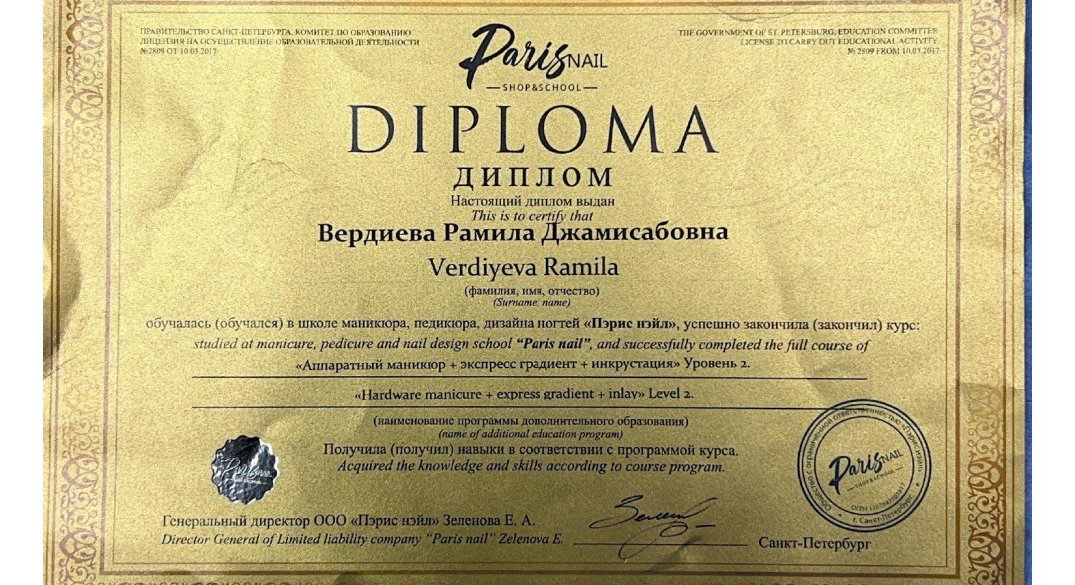 ПРАВИТЕЛЬСТВО САНКТ-ПЕТЕРБУРГА, КОМИТЕТ ПО ОБРАЗОВАНИЮ
ЛИЦЕНЗИЯ НА ОСУЩЕСТВЛЕНИЕ ОБРАЗОВАТЕЛЬНОЙ ДЕЯТЕЛЬНОСТИ
№2809 ОТ 10.03.2017
THE GOVERNMENT OF ST. PETERSBURG, EDUCATION COMMITTEE
LICENSE TO CARRY OUT EDUCATIONAL ACTIVITY
№ 2809 FROM 10.03.2017
Paris NAIL
SHOP&SCHOOL
DIPLOMA
ДИПЛОМ
Настоящий диплом выдан
This is to certify that
Вердиева Рамила Джамисабовна
Verdiyeva Ramila
(фамилия, имя, отчество)
(Surname, name)
обучалась (обучался) в школе маникюра, педикюра, дизайна ногтей «Пэрис нэйл», успешно закончила (закончил) курс:
studied at manicure, pedicure and nail design school "Paris nail", and successfully completed the full course of
«Аппаратный маникюр + экспресс градиент + инкрустация» Уровень 2.
«Hardware manicure + express gradient + inlay» Level 2.
(наименование программы дополнительного образования)
(name of additional education program)
Получила (получил) навыки в соответствии с программой курса.
Acquired the knowledge and skills according to course program.
Paris NAIL
SHOP&SCHOOL
г. Санкт-Петербург
Генеральный директор ООО «Пэрис нэйл» Зеленова Е. А.
Director General of Limited liability company "Paris nail" Zelenova E.
Санкт-Петербург